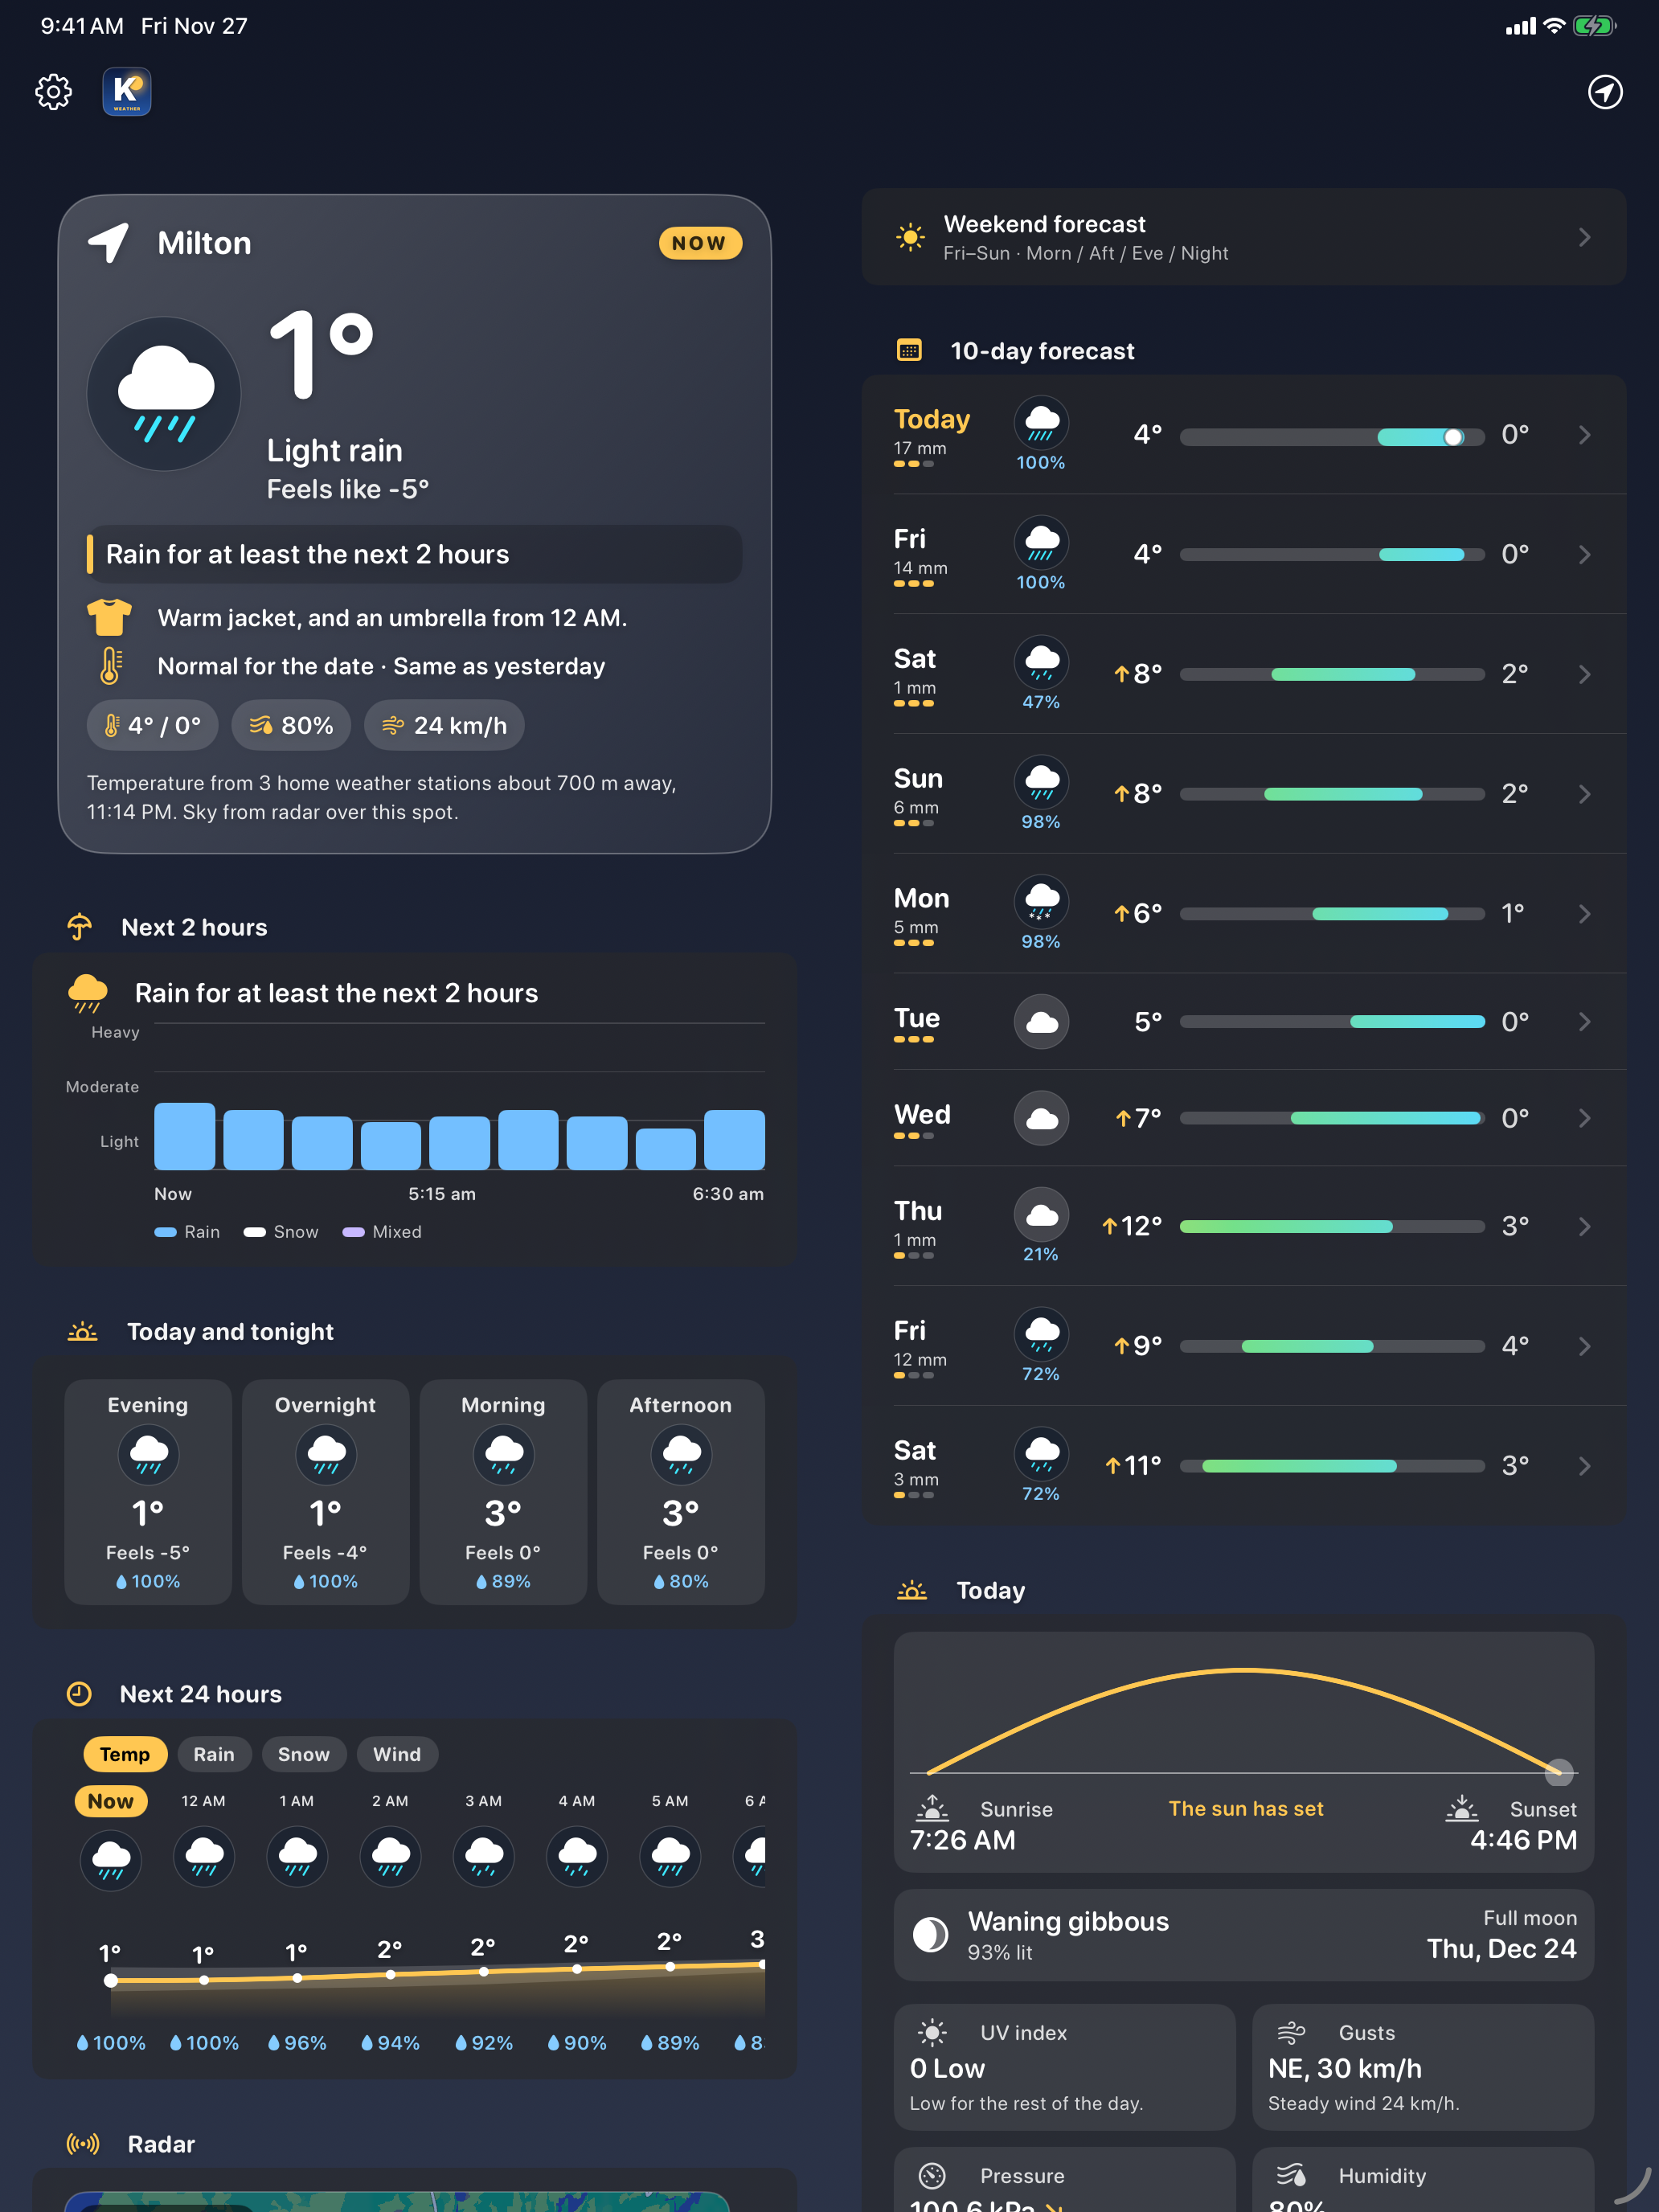 9:41 AM Fri Nov 27
K
WEATHER
Milton
NOW
1°
Light rain
Feels like -5°
Rain for at least the next 2 hours
Warm jacket, and an umbrella from 12 AM.
Normal for the date · Same as yesterday
4° / 0°
80%
24 km/h
Temperature from 3 home weather stations about 700 m away,
11:14 PM. Sky from radar over this spot.
Next 2 hours
Rain for at least the next 2 hours
Heavy
Moderate
Light
Now 5:15 am 6:30 am
Rain Snow Mixed
Today and tonight
Evening Overnight Morning Afternoon
1° 1° 3° 3°
Feels -5° Feels -4° Feels 0° Feels 0°
100% 100% 89% 80%
Next 24 hours
Temp Rain Snow Wind
Now 12 AM 1 AM 2 AM 3 AM 4 AM 5 AM 6 A
1° 1° 1° 2° 2° 2° 2° 3
100% 100% 96% 94% 92% 90% 89% 8
Radar
Weekend forecast
Fri–Sun · Morn / Aft / Eve / Night
10-day forecast
Today
17 mm
100%
4° 0°
Fri
14 mm
100%
4° 0°
Sat
1 mm
47%
↑8° 2°
Sun
6 mm
98%
↑8° 2°
Mon
5 mm
98%
↑6° 1°
Tue
5° 0°
Wed
↑7° 0°
Thu
1 mm
21%
↑12° 3°
Fri
12 mm
72%
↑9° 4°
Sat
3 mm
72%
↑11° 3°
Today
Sunrise
7:26 AM
The sun has set
Sunset
4:46 PM
Waning gibbous
93% lit
Full moon
Thu, Dec 24
UV index
0 Low
Low for the rest of the day.
Gusts
NE, 30 km/h
Steady wind 24 km/h.
Pressure
100.6 kPa ↘
Humidity
80%